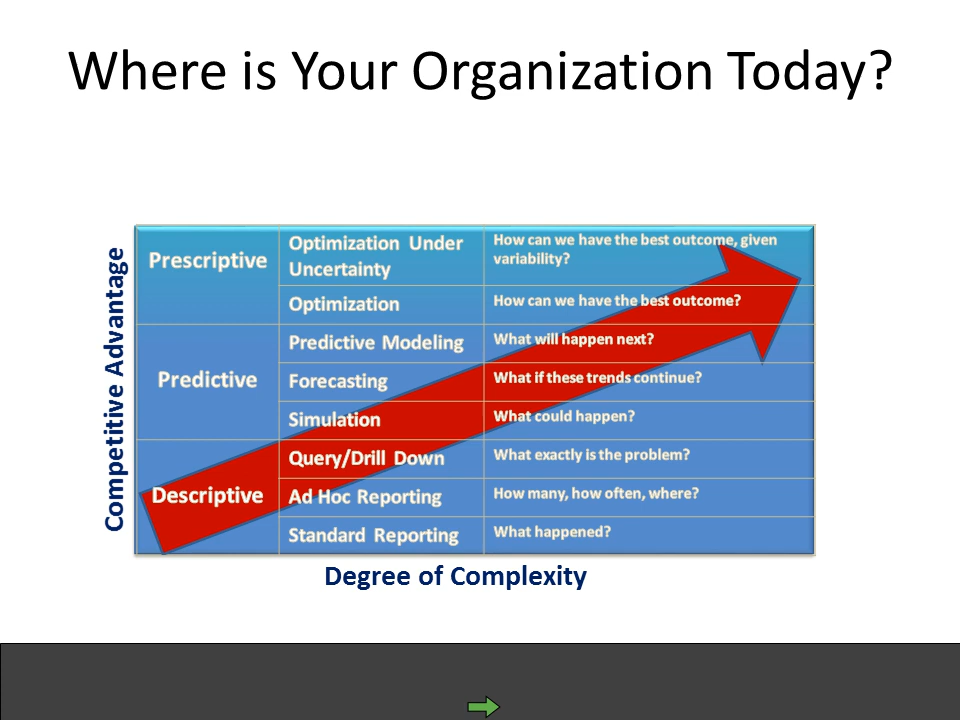 Where is Your Organization Today?
Competitive Advantage
Prescriptive
Optimization Under
Uncertainty
How can we have the best outcome, given
variability?
Optimization
How can we have the best outcome?
Predictive
Predictive Modeling
What will happen next?
Forecasting
What if these trends continue?
Simulation
What could happen?
Descriptive
Query/Drill Down
What exactly is the problem?
Ad Hoc Reporting
How many, how often, where?
Standard Reporting
What happened?
Degree of Complexity